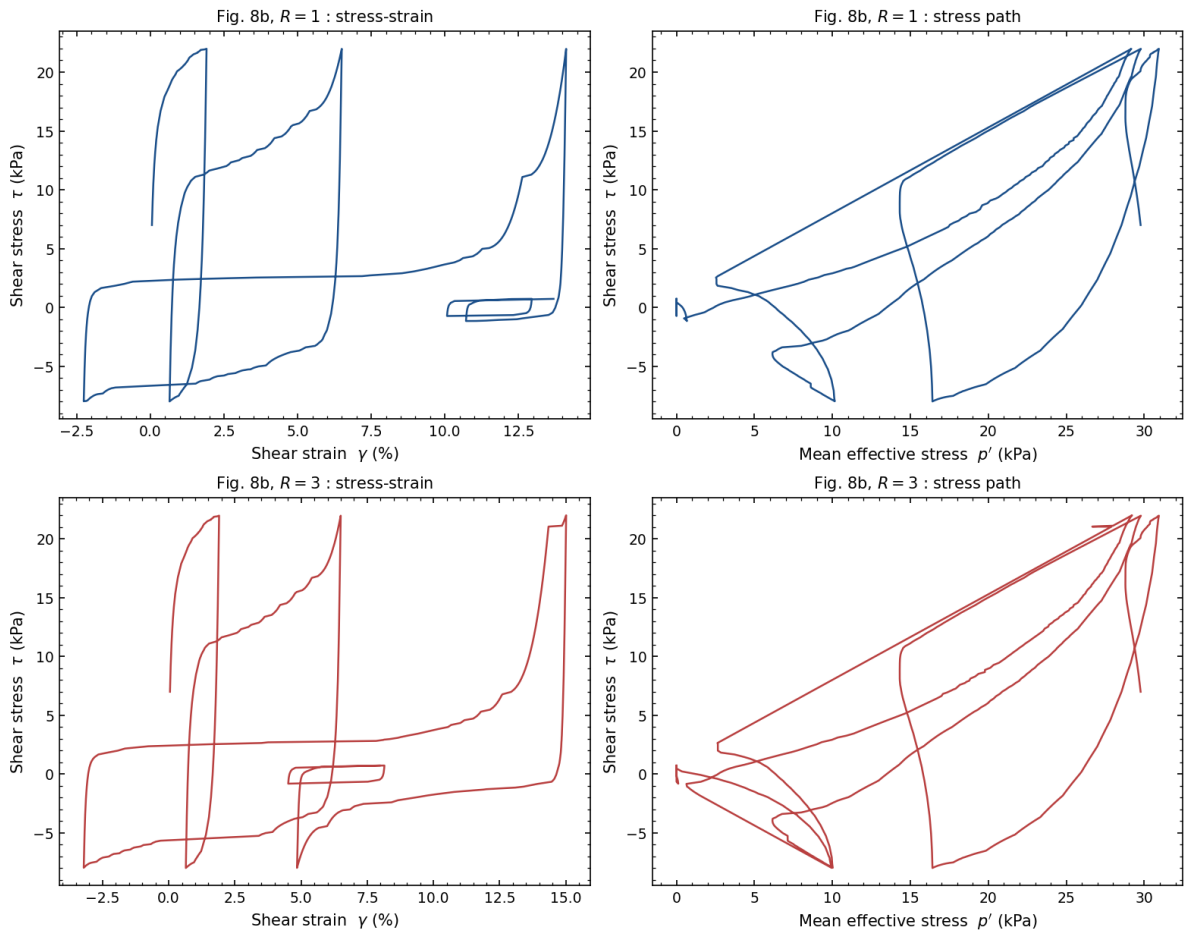 Fig. 8b, R = 1 : stress-strain
Shear stress τ (kPa)
20
15
10
5
0
−5
−2.5 0.0 2.5 5.0 7.5 10.0 12.5
Shear strain γ (%)
Fig. 8b, R = 1 : stress path
Shear stress τ (kPa)
20
15
10
5
0
−5
0 5 10 15 20 25 30
Mean effective stress p′ (kPa)
Fig. 8b, R = 3 : stress-strain
Shear stress τ (kPa)
20
15
10
5
0
−5
−2.5 0.0 2.5 5.0 7.5 10.0 12.5 15.0
Shear strain γ (%)
Fig. 8b, R = 3 : stress path
Shear stress τ (kPa)
20
15
10
5
0
−5
0 5 10 15 20 25 30
Mean effective stress p′ (kPa)